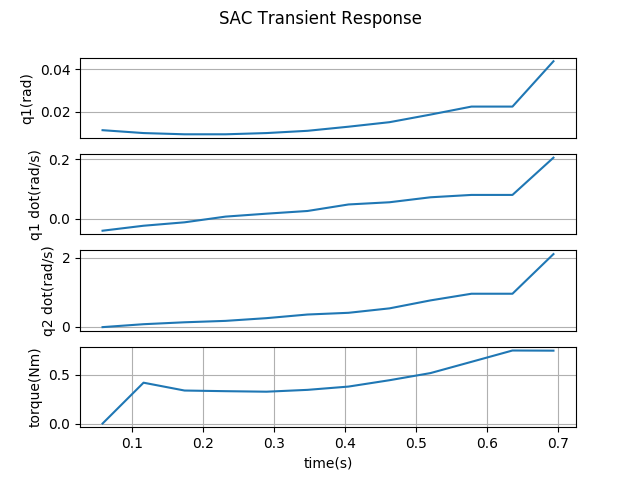 SAC Transient Response
q1(rad)
0.04
0.02
q1 dot(rad/s)
0.2
0.0
q2 dot(rad/s)
2
0
torque(Nm)
0.5
0.0
0.1 0.2 0.3 0.4 0.5 0.6 0.7
time(s)